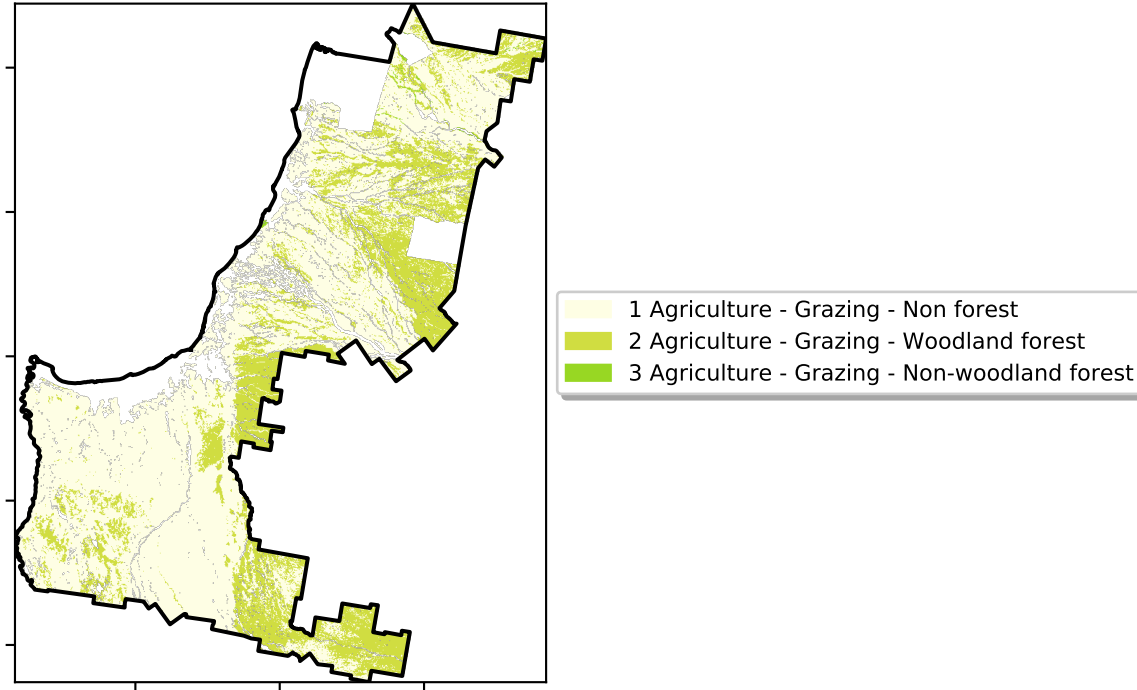 1 Agriculture - Grazing - Non forest
2 Agriculture - Grazing - Woodland forest
3 Agriculture - Grazing - Non-woodland forest